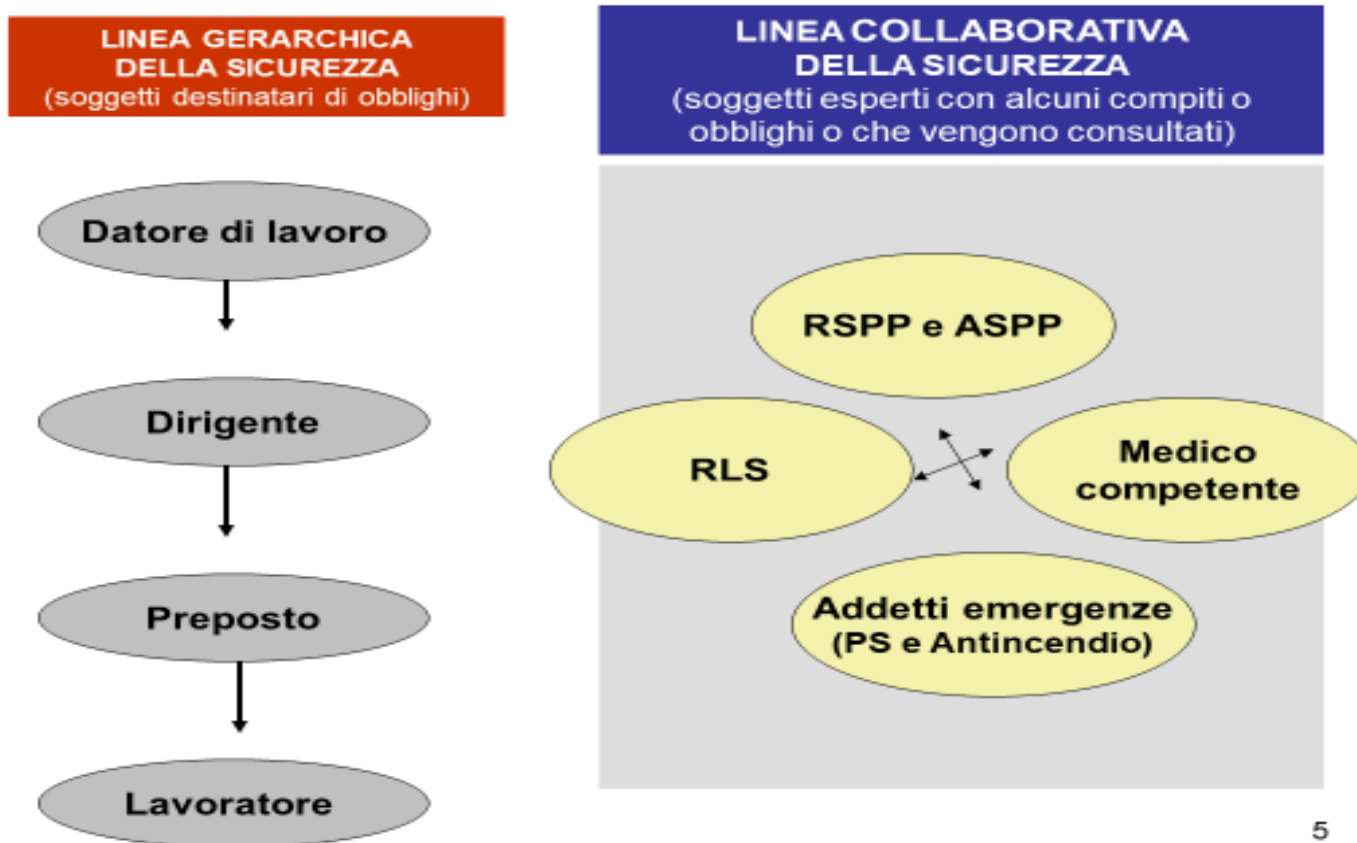 LINEA GERARCHICA
DELLA SICUREZZA
(soggetti destinatari di obblighi)
Datore di lavoro
Dirigente
Preposto
Lavoratore
LINEA COLLABORATIVA
DELLA SICUREZZA
(soggetti esperti con alcuni compiti o
obblighi o che vengono consultati)
RSPP e ASPP
RLS
Medico
competente
Addetti emergenze
(PS e Antincendio)
5